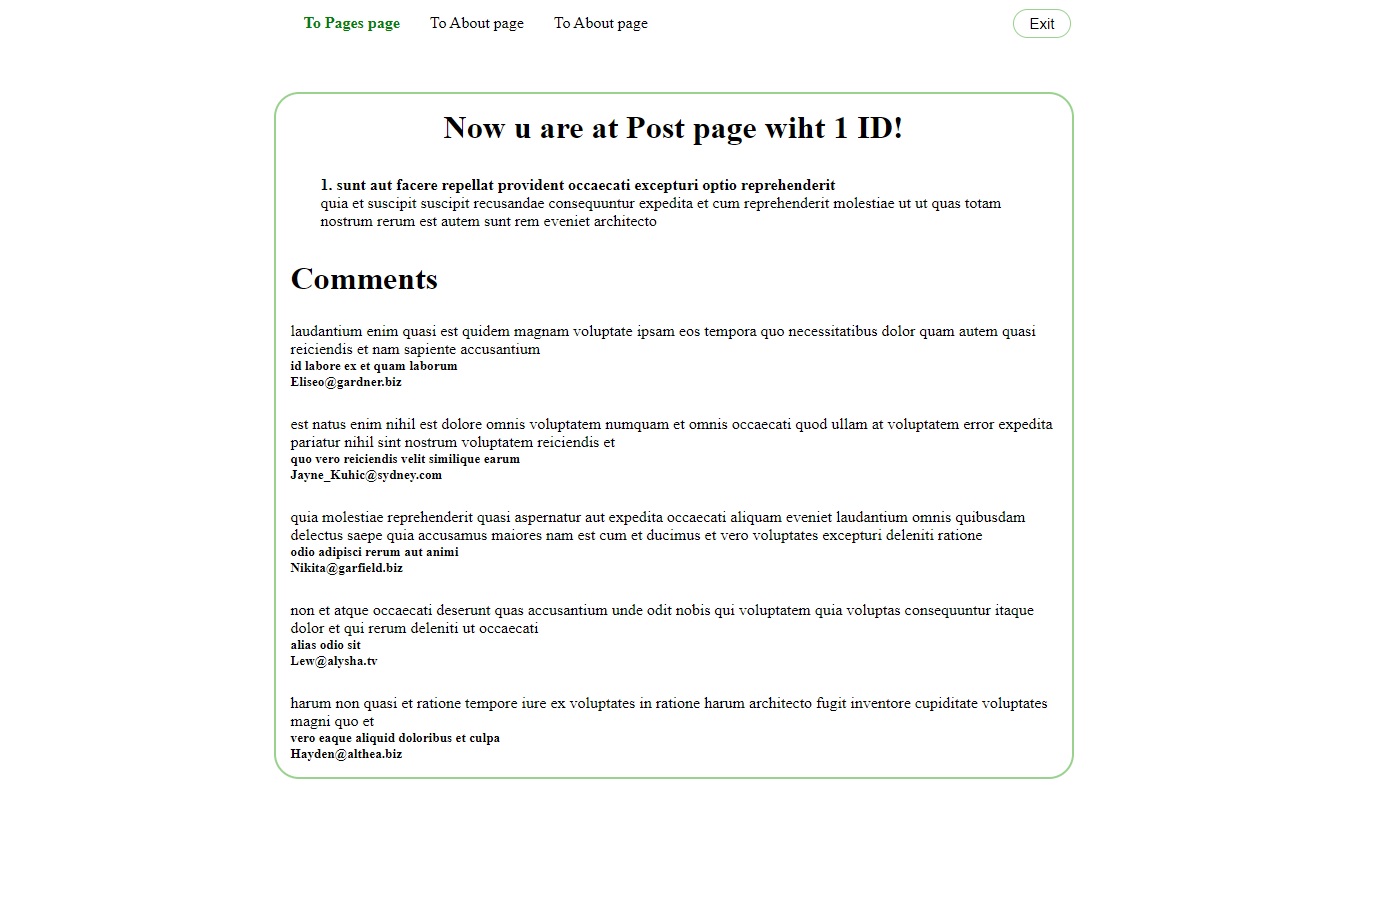 To Pages page To About page To About page Exit
Now u are at Post page wiht 1 ID!
1. sunt aut facere repellat provident occaecati excepturi optio reprehenderit
quia et suscipit suscipit recusandae consequuntur expedita et cum reprehenderit molestiae ut ut quas totam
nostrum rerum est autem sunt rem eveniet architecto
Comments
laudantium enim quasi est quidem magnam voluptate ipsam eos tempora quo necessitatibus dolor quam autem quasi
reiciendis et nam sapiente accusantium
id labore ex et quam laborum
Eliseo@gardner.biz
est natus enim nihil est dolore omnis voluptatem numquam et omnis occaecati quod ullam at voluptatem error expedita
pariatur nihil sint nostrum voluptatem reiciendis et
quo vero reiciendis velit similique earum
Jayne_Kuhic@sydney.com
quia molestiae reprehenderit quasi aspernatur aut expedita occaecati aliquam eveniet laudantium omnis quibusdam
delectus saepe quia accusamus maiores nam est cum et ducimus et vero voluptates excepturi deleniti ratione
odio adipisci rerum aut animi
Nikita@garfield.biz
non et atque occaecati deserunt quas accusantium unde odit nobis qui voluptatem quia voluptas consequuntur itaque
dolor et qui rerum deleniti ut occaecati
alias odio sit
Lew@alysha.tv
harum non quasi et ratione tempore iure ex voluptates in ratione harum architecto fugit inventore cupiditate voluptates
magni quo et
vero eaque aliquid doloribus et culpa
Hayden@althea.biz